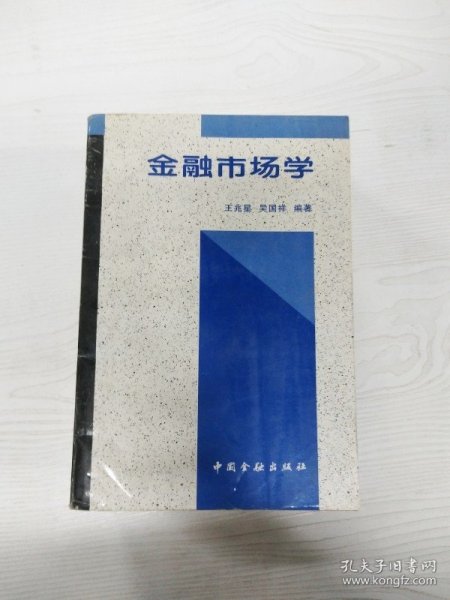 金融市场学
王兆星 吴国祥 编著
中国金融出版社
孔夫子旧书网
www.kongfz.com